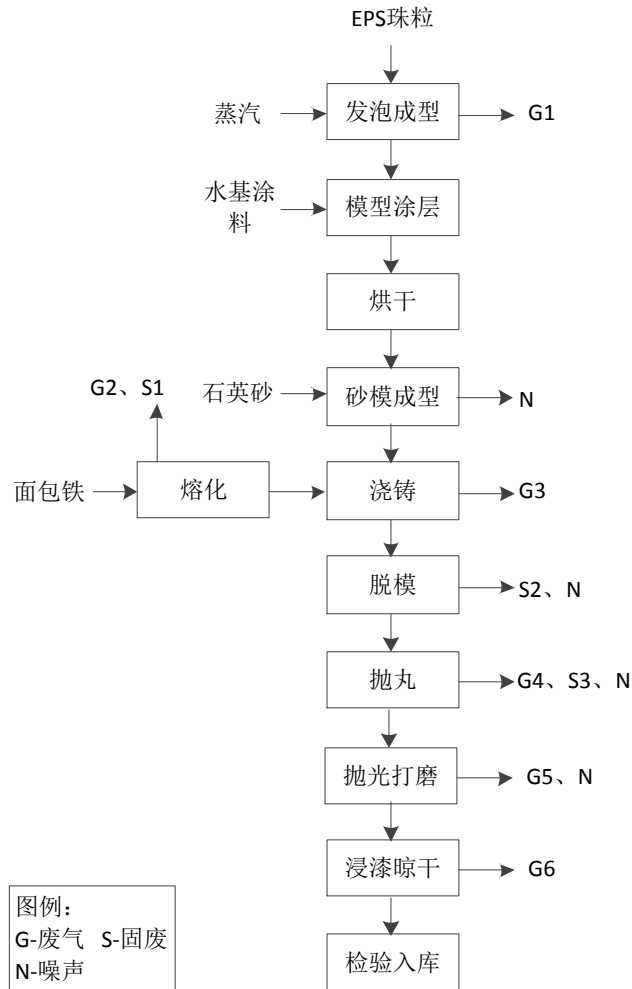 EPS珠粒
蒸汽
发泡成型
G1
水基涂
料
模型涂层
烘干
G2、S1
石英砂
砂模成型
N
面包铁
熔化
浇铸
G3
脱模
S2、N
抛丸
G4、S3、N
抛光打磨
G5、N
浸漆晾干
G6
检验入库
图例：
G-废气 S-固废
N-噪声